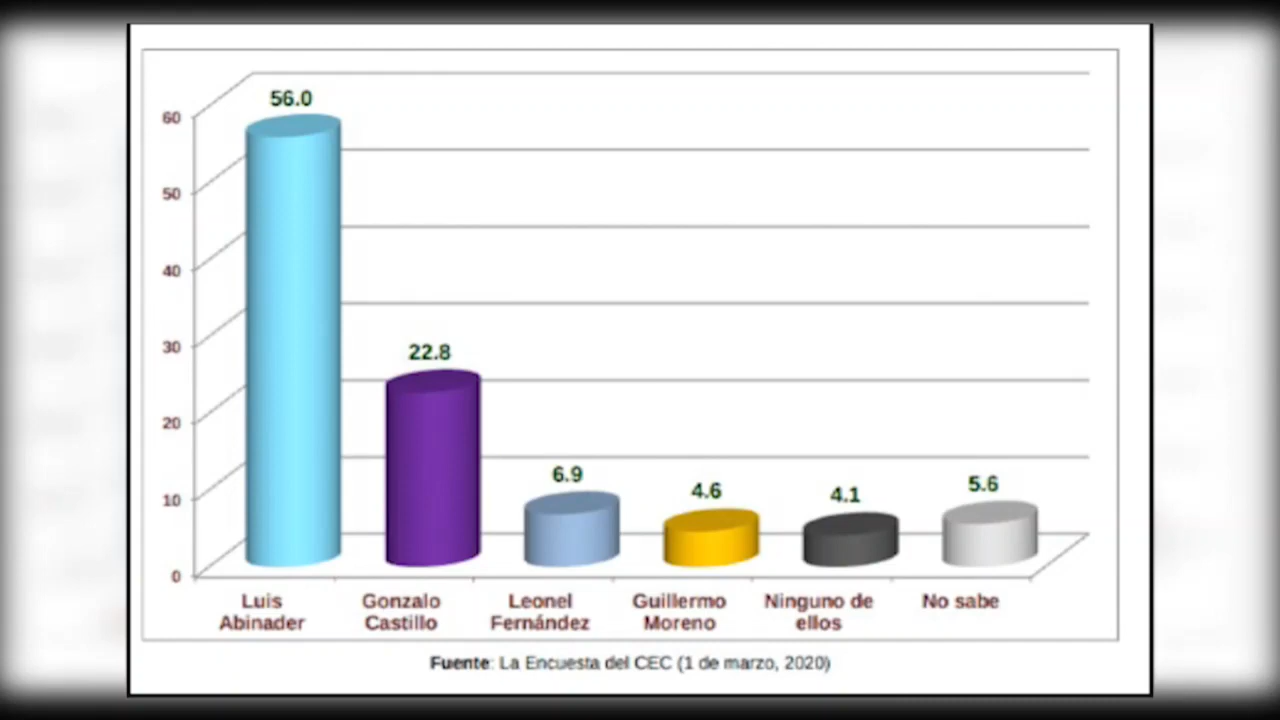 56.0
60
50
40
30
22.8
20
6.9
5.6
4.6
4.1
10
0
Luis Abinader
Gonzalo Castillo
Leonel Fernández
Guillermo Moreno
Ninguno de ellos
No sabe
Fuente: La Encuesta del CEC (1 de marzo, 2020)